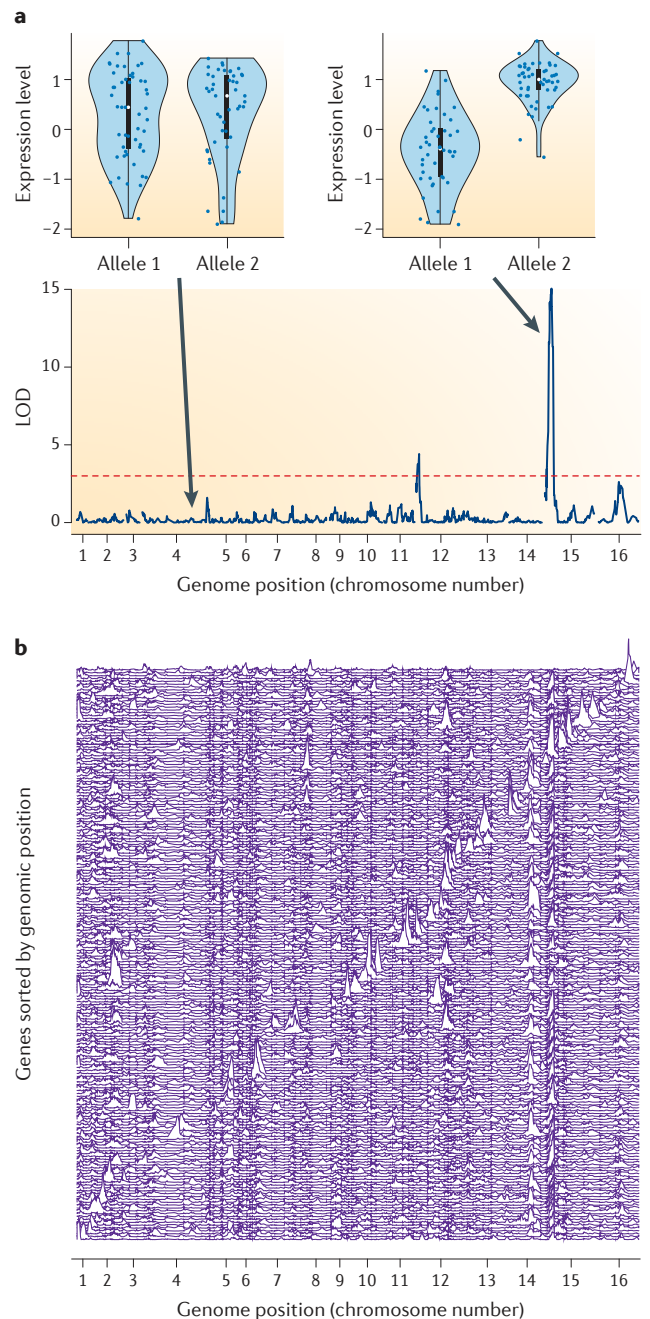 a
Expression level
1
0
−1
−2
Allele 1 Allele 2
Expression level
1
0
−1
−2
Allele 1 Allele 2
LOD
15
10
5
0
1 2 3 4 5 6 7 8 9 10 11 12 13 14 15 16
Genome position (chromosome number)
b
Genes sorted by genomic position
1 2 3 4 5 6 7 8 9 10 11 12 13 14 15 16
Genome position (chromosome number)